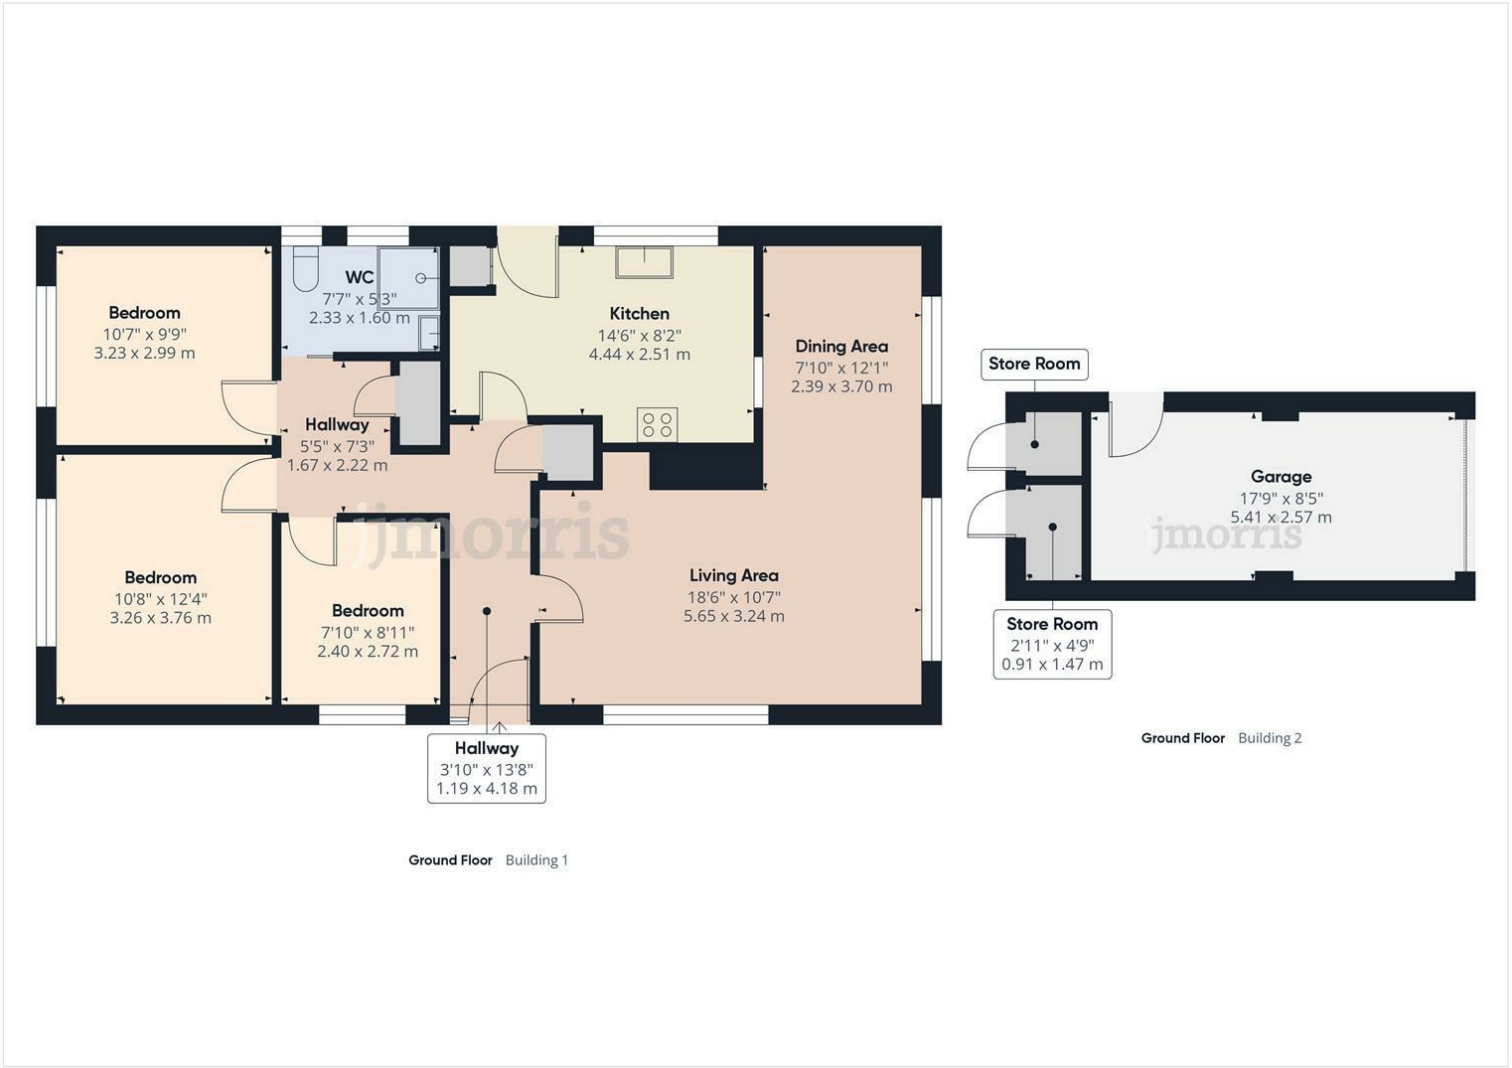 Bedroom
10'7" x 9'9"
3.23 x 2.99 m
WC
7'7" x 5'3"
2.33 x 1.60 m
Kitchen
14'6" x 8'2"
4.44 x 2.51 m
Dining Area
7'10" x 12'1"
2.39 x 3.70 m
Hallway
5'5" x 7'3"
1.67 x 2.22 m
Bedroom
10'8" x 12'4"
3.26 x 3.76 m
Bedroom
7'10" x 8'11"
2.40 x 2.72 m
jjmorris
Living Area
18'6" x 10'7"
5.65 x 3.24 m
Hallway
3'10" x 13'8"
1.19 x 4.18 m
Ground Floor Building 1
Store Room
Garage
17'9" x 8'5"
5.41 x 2.57 m
jjmorris
Store Room
2'11" x 4'9"
0.91 x 1.47 m
Ground Floor Building 2